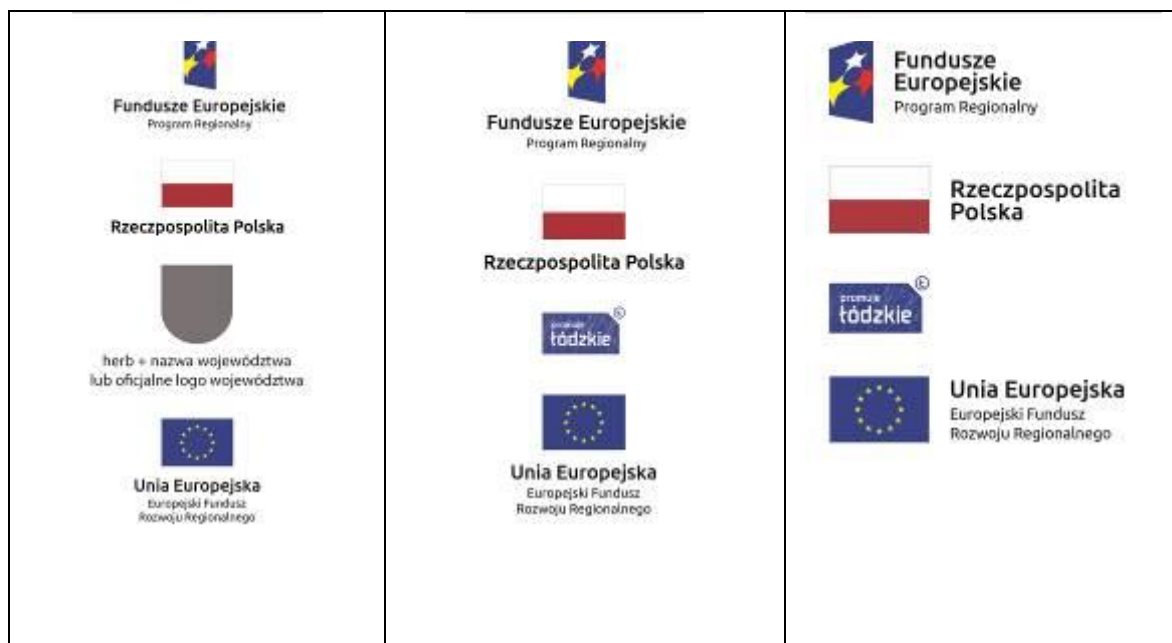 Fundusze Europejskie
Program Regionalny
Rzeczpospolita Polska
herb + nazwa województwa
lub oficjalne logo województwa
Unia Europejska
Europejski Fundusz
Rozwoju Regionalnego
Fundusze Europejskie
Program Regionalny
Rzeczpospolita Polska
promuje
łódzkie
Unia Europejska
Europejski Fundusz
Rozwoju Regionalnego
Fundusze
Europejskie
Program Regionalny
Rzeczpospolita
Polska
promuje
łódzkie
Unia Europejska
Europejski Fundusz
Rozwoju Regionalnego